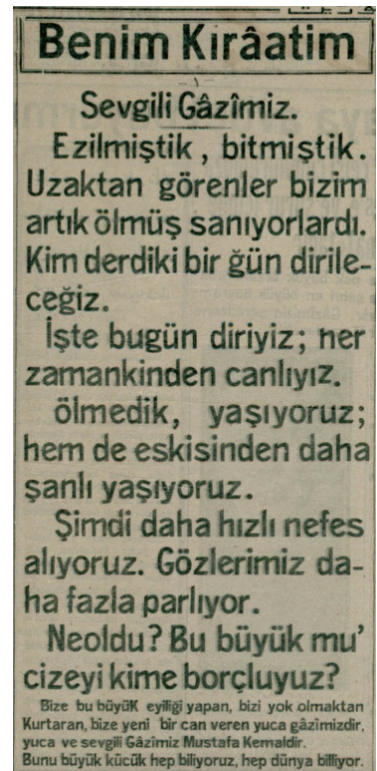 Benim Kırâatim
-1-
Sevgili Gâzîmiz.
Ezilmiştik, bitmiştik.
Uzaktan görenler bizim
artık ölmüş sanıyorlardı.
Kim derdiki bir ğün dirile-
ceğiz.
İşte bugün diriyiz; her
zamankinden canlıyız.
ölmedik, yaşıyoruz;
hem de eskisinden daha
şanlı yaşıyoruz.
Şimdi daha hızlı nefes
alıyoruz. Gözlerimiz da-
ha fazla parlıyor.
Neoldu? Bu büyük mu'
cizeyi kime borçluyuz?
Bize bu büyüK eyiliği yapan, bizi yok olmaktan
Kurtaran, bize yeni bir can veren yuca gâzimizdir.
yuca ve sevgili Gâzimiz Mustafa Kemaldir.
Bunu büyük kücük hep biliyoruz, hep dünya billiyor.